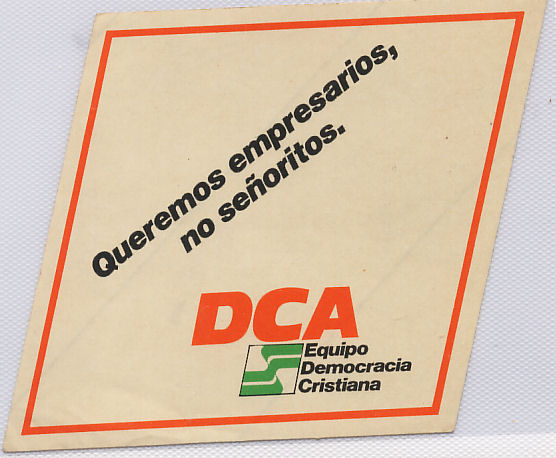 Queremos empresarios,
no señoritos.
DCA
Equipo
Democracia
Cristiana